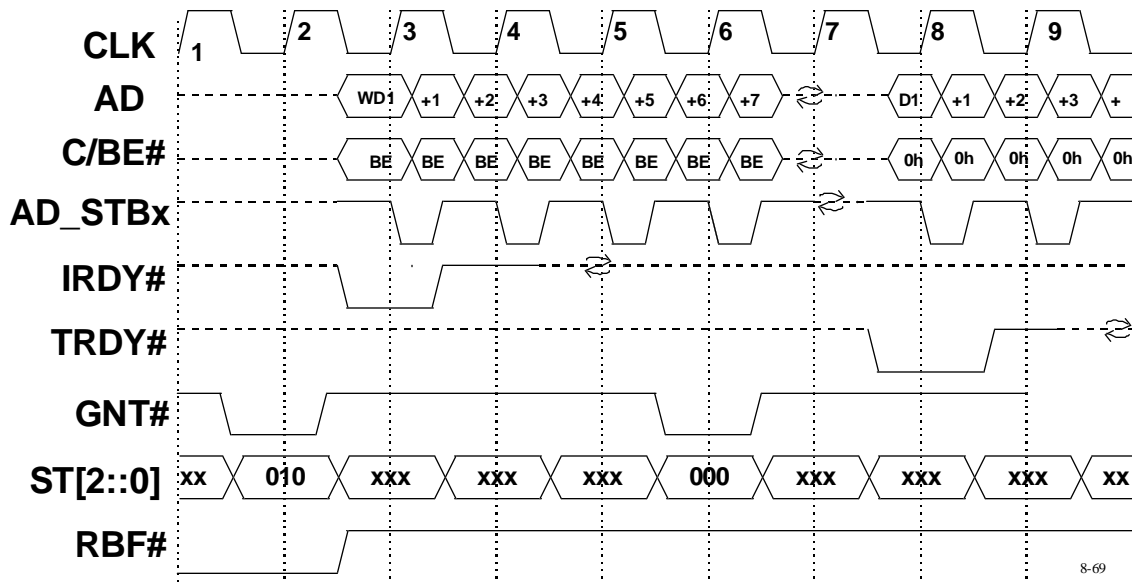 CLK 1 2 3 4 5 6 7 8 9
AD WD1 +1 +2 +3 +4 +5 +6 +7 D1 +1 +2 +3 +
C/BE# BE BE BE BE BE BE BE BE 0h 0h 0h 0h 0h
AD_STBx
IRDY#
TRDY#
GNT#
ST[2::0] xx 010 xxx xxx xxx 000 xxx xxx xxx xx
RBF#
8-69